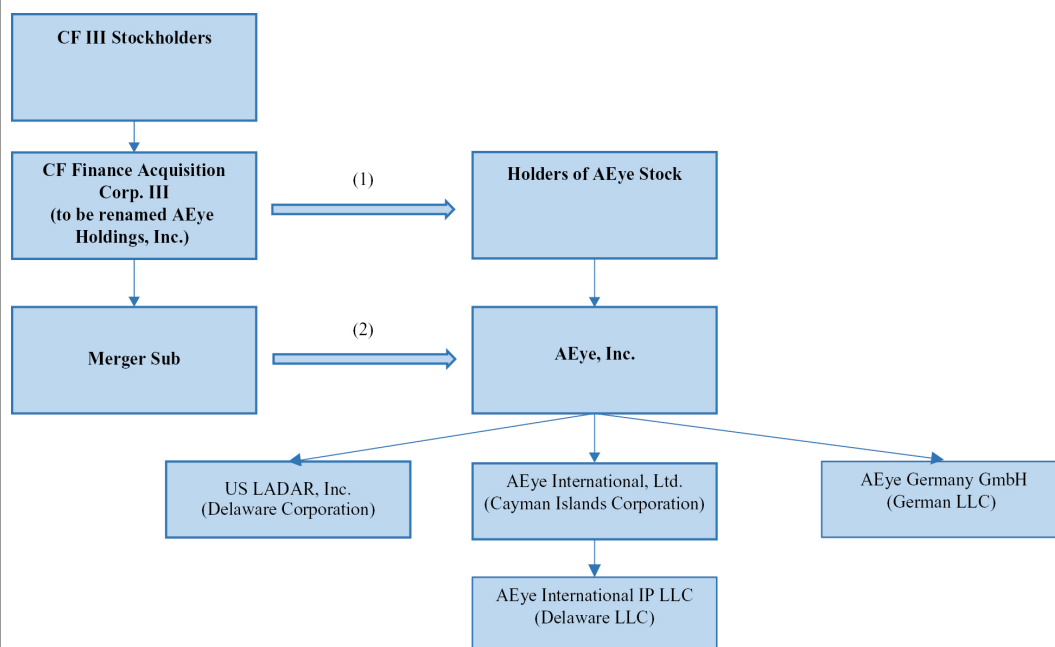 CF III Stockholders
CF Finance Acquisition
Corp. III
(to be renamed AEye
Holdings, Inc.)
(1)
Holders of AEye Stock
Merger Sub
(2)
AEye, Inc.
US LADAR, Inc.
(Delaware Corporation)
AEye International, Ltd.
(Cayman Islands Corporation)
AEye Germany GmbH
(German LLC)
AEye International IP LLC
(Delaware LLC)